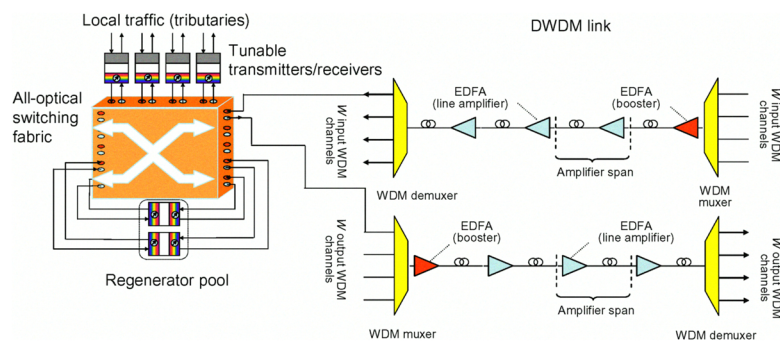 Local traffic (tributaries)
Tunable
transmitters/receivers
All-optical
switching
fabric
Regenerator pool
DWDM link
W input WDM
channels
EDFA
(line amplifier)
EDFA
(booster)
W input WDM
channels
Amplifier span
WDM demuxer
WDM
muxer
W output WDM
channels
EDFA
(booster)
EDFA
(line amplifier)
W output WDM
channels
Amplifier span
WDM muxer
WDM demuxer